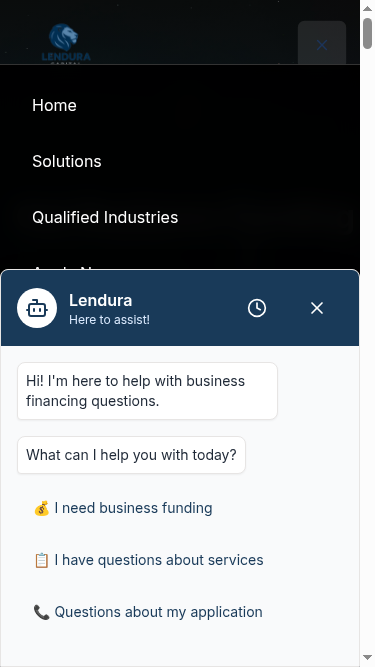 LENDURA
CAPITAL
Home
Solutions
Qualified Industries
Lendura
Here to assist!
Hi! I'm here to help with business
financing questions.
What can I help you with today?
💰 I need business funding
📋 I have questions about services
📞 Questions about my application